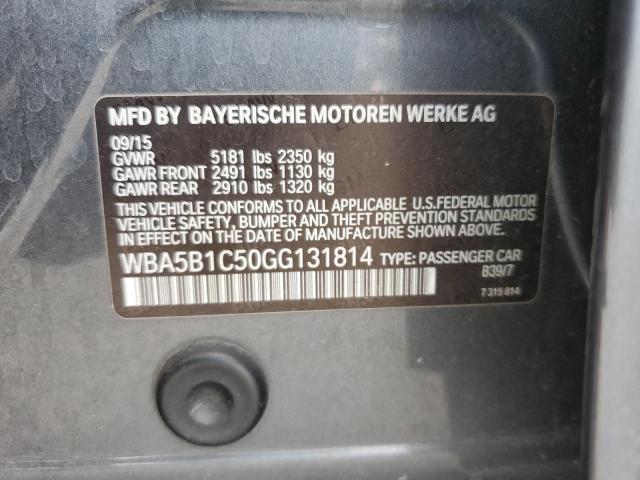 MFD BY BAYERISCHE MOTOREN WERKE AG
09/15
GVWR 5181 lbs 2350 kg
GAWR FRONT 2491 lbs 1130 kg
GAWR REAR 2910 lbs 1320 kg
THIS VEHICLE CONFORMS TO ALL APPLICABLE U.S.FEDERAL MOTOR
VEHICLE SAFETY, BUMPER AND THEFT PREVENTION STANDARDS
IN EFFECT ON THE DATE OF MANUFACTURE SHOWN ABOVE.
WBA5B1C50GG131814 TYPE: PASSENGER CAR
B39/7
7 315 814